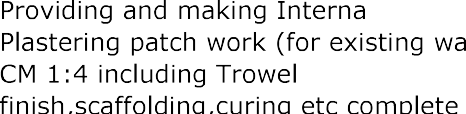 Providing and making Interna
Plastering patch work (for existing wa
CM 1:4 including Trowel
finish,scaffolding,curing etc complete